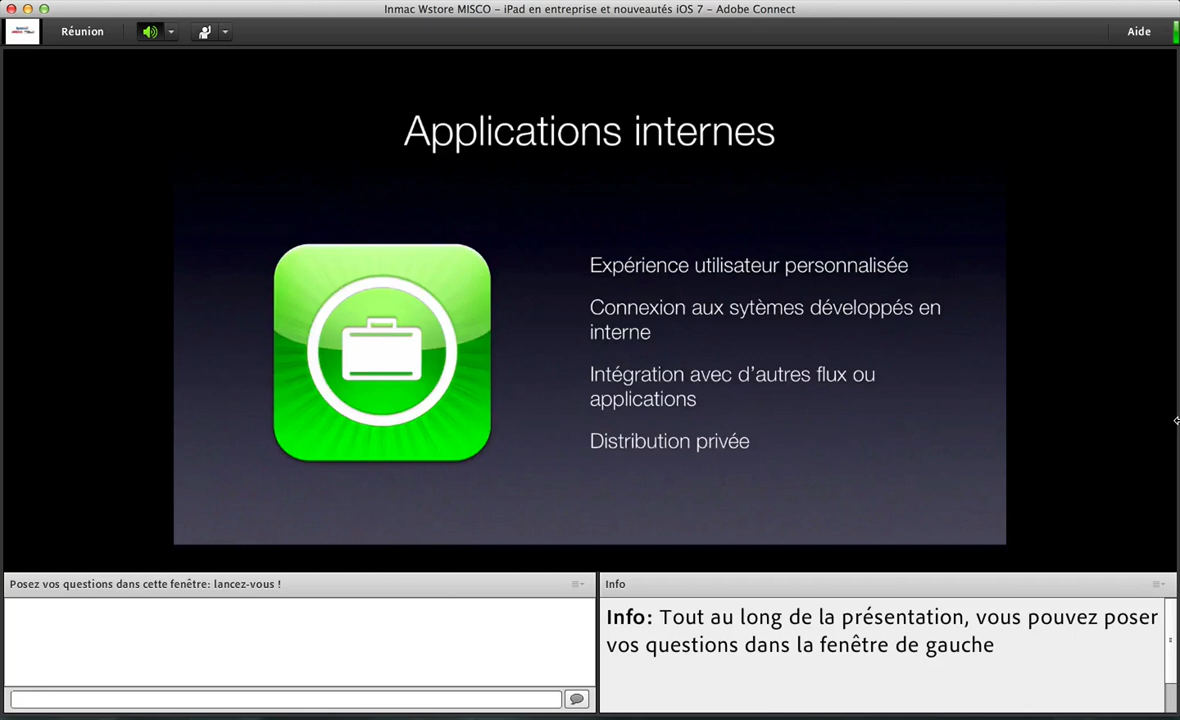 Inmac Wstore MISCO – iPad en entreprise et nouveautés iOS 7 - Adobe Connect
Réunion
Aide
Applications internes
Expérience utilisateur personnalisée
Connexion aux sytèmes développés en
interne
Intégration avec d’autres flux ou
applications
Distribution privée
Posez vos questions dans cette fenêtre: lancez-vous !
Info
Info: Tout au long de la présentation, vous pouvez poser
vos questions dans la fenêtre de gauche